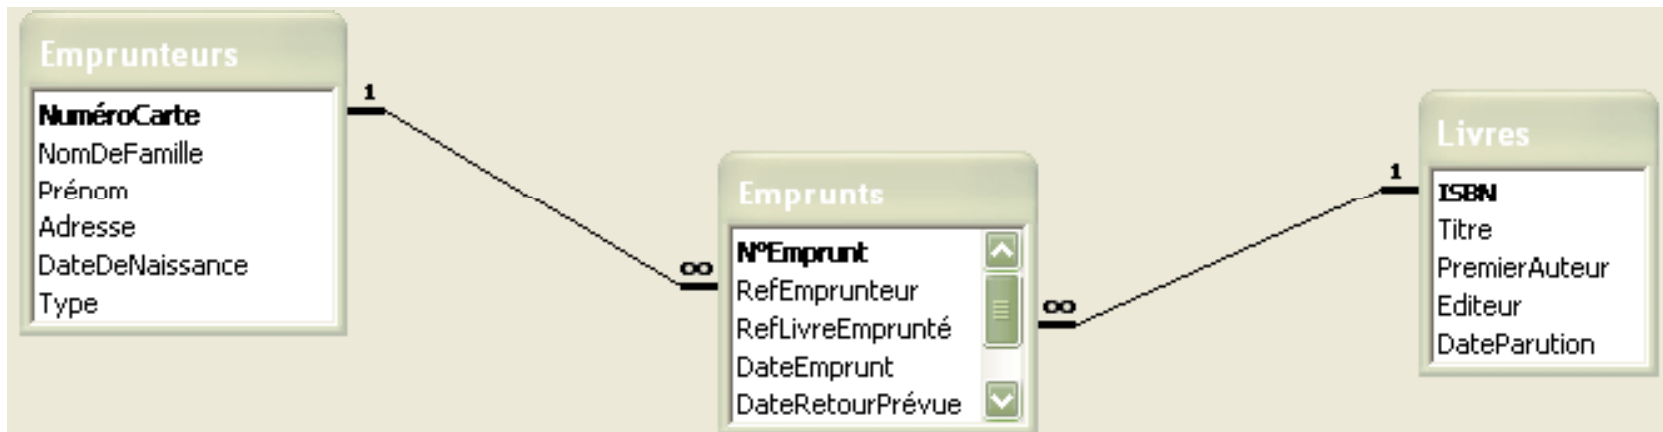 Emprunteurs
NuméroCarte
NomDeFamille
Prénom
Adresse
DateDeNaissance
Type
1
∞
Emprunts
NºEmprunt
RefEmprunteur
RefLivreEmprunté
DateEmprunt
DateRetourPrévue
∞
1
Livres
ISBN
Titre
PremierAuteur
Editeur
DateParution